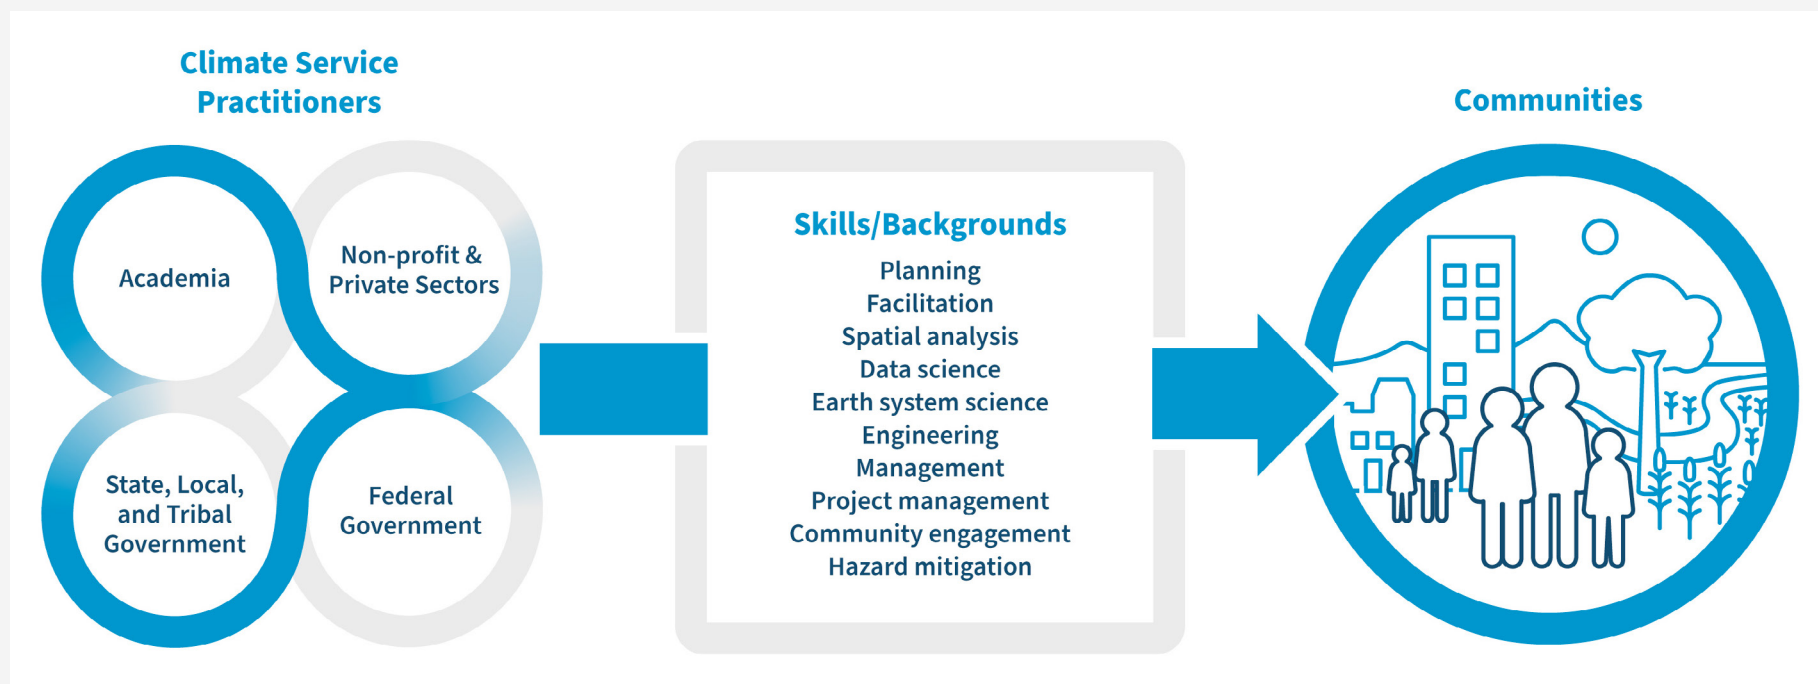 Climate Service
Practitioners
Academia
Non-profit &
Private Sectors
State, Local,
and Tribal
Government
Federal
Government
Skills/Backgrounds
Planning
Facilitation
Spatial analysis
Data science
Earth system science
Engineering
Management
Project management
Community engagement
Hazard mitigation
Communities